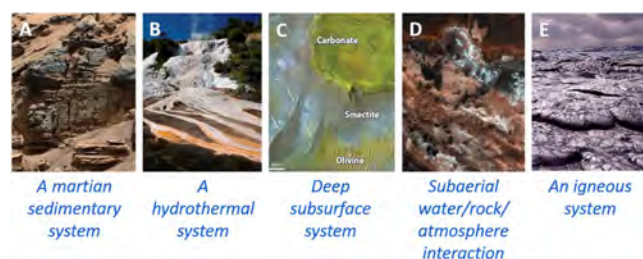 A
B
C
D
E
Carbonate
Smectite
Olivine
A martian
sedimentary
system
A
hydrothermal
system
Deep
subsurface
system
Subaerial
water/rock/
atmosphere
interaction
An igneous
system